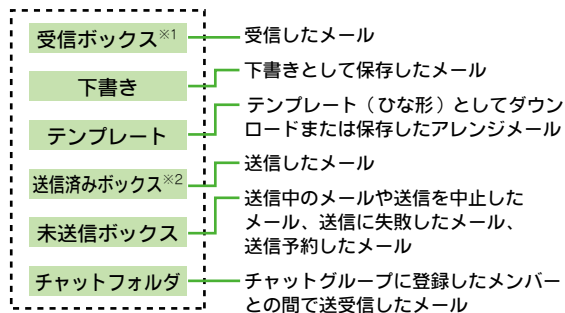 受信ボックス※1
受信したメール
下書き
下書きとして保存したメール
テンプレート
テンプレート（ひな形）としてダウン
ロードまたは保存したアレンジメール
送信済みボックス※2
送信したメール
未送信ボックス
送信中のメールや送信を中止した
メール、送信に失敗したメール、
送信予約したメール
チャットフォルダ
チャットグループに登録したメンバー
との間で送受信したメール